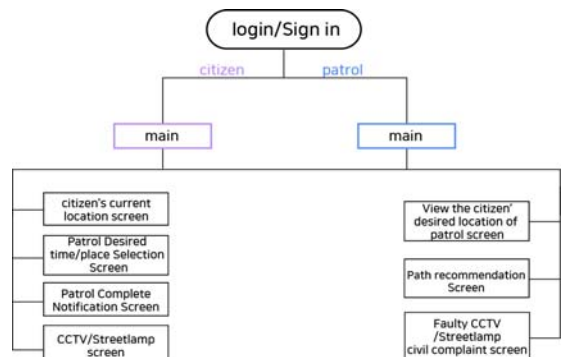 login/Sign in
citizen
patrol
main
main
citizen's current
location screen
Patrol Desired
time/place Selection
Screen
Patrol Complete
Notification Screen
CCTV/Streetlamp
screen
View the citizen'
desired location of
patrol screen
Path recommendation
Screen
Faulty CCTV
/Streetlamp
civil complaint screen